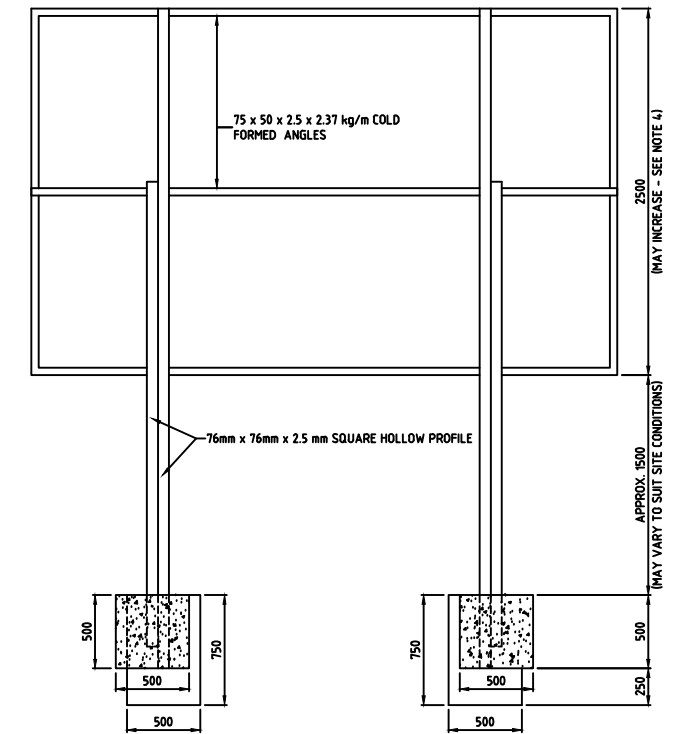 75 x 50 x 2.5 x 2.37 kg/m COLD
FORMED ANGLES
2500
(MAY INCREASE - SEE NOTE 4)
76mm x 76mm x 2.5 mm SQUARE HOLLOW PROFILE
APPROX. 1500
(MAY VARY TO SUIT SITE CONDITIONS)
500
750
750
500
500
500
250
500
500